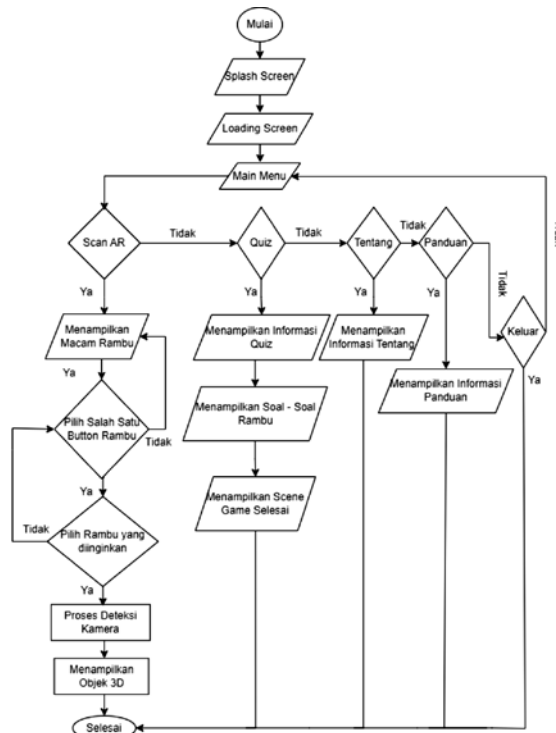 Mulai
Splash Screen
Loading Screen
Main Menu
Scan AR
Tidak
Quiz
Tidak
Tentang
Tidak
Panduan
Tidak
Keluar
Ya
Ya
Ya
Ya
Ya
Menampilkan
Macam Rambu
Menampilkan Informasi
Quiz
Menampilkan
Informasi Tentang
Menampilkan Informasi
Panduan
Ya
Pilih Salah Satu
Button Rambu
Tidak
Menampilkan Soal - Soal
Rambu
Ya
Menampilkan Scene
Game Selesai
Tidak
Pilih Rambu yang
diinginkan
Ya
Proses Deteksi
Kamera
Menampilkan
Objek 3D
Selesai